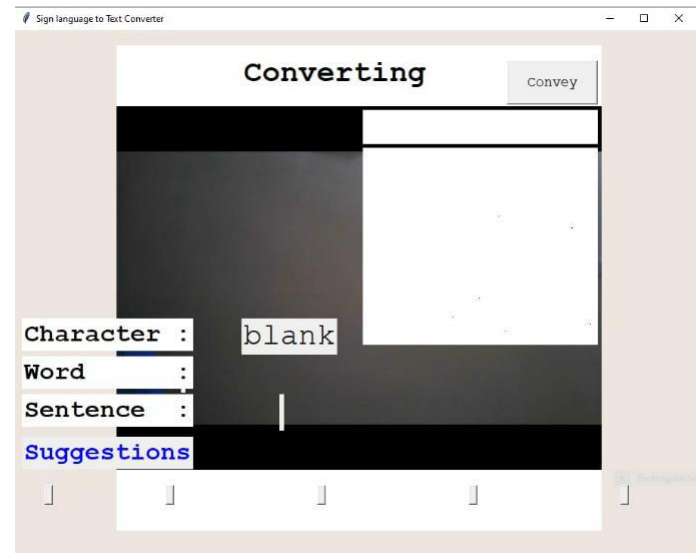 Sign language to Text Converter
Converting
Convey
Character : blank
Word :
Sentence :
Suggestions